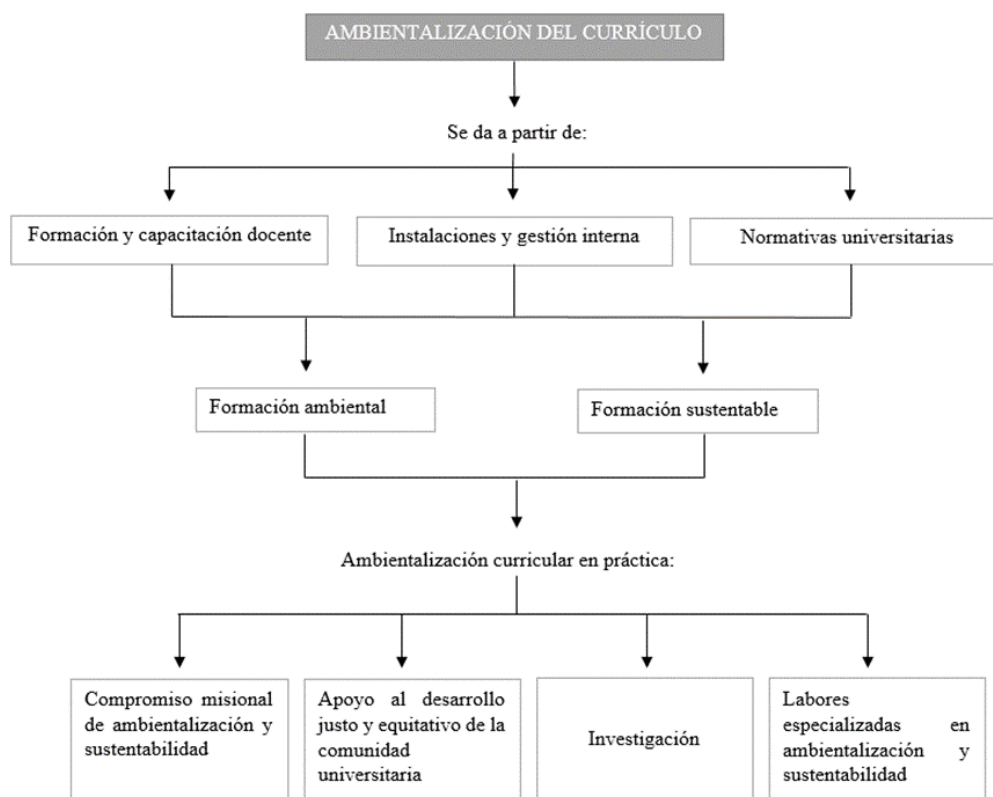 AMBIENTALIZACIÓN DEL CURRÍCULO
Se da a partir de:
Formación y capacitación docente
Instalaciones y gestión interna
Normativas universitarias
Formación ambiental
Formación sustentable
Ambientalización curricular en práctica:
Compromiso misional
de ambientalización y
sustentabilidad
Apoyo al desarrollo
justo y equitativo de la
comunidad
universitaria
Investigación
Labores
especializadas en
ambientalización y
sustentabilidad